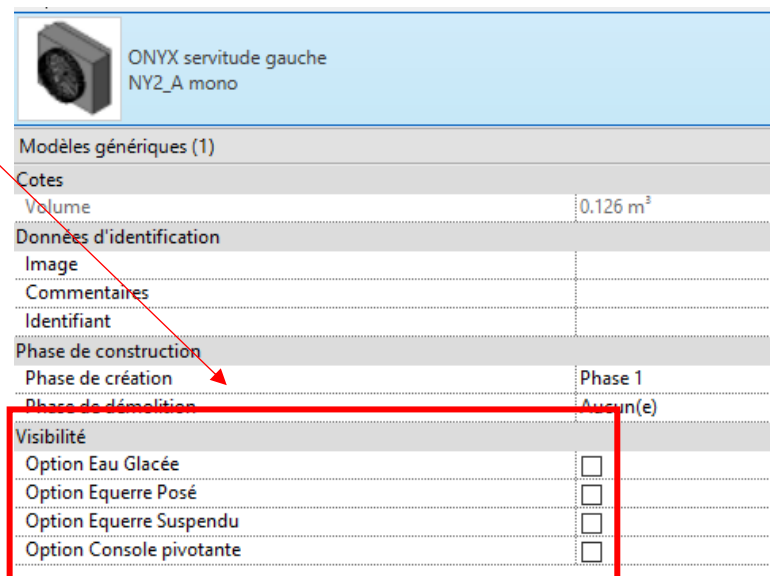 ONYX servitude gauche
NY2_A mono
Modèles génériques (1)
Cotes
Volume 0.126 m³
Données d'identification
Image
Commentaires
Identifiant
Phase de construction
Phase de création Phase 1
Phase de démolition Aucun(e)
Visibilité
Option Eau Glacée
Option Equerre Posé
Option Equerre Suspendu
Option Console pivotante